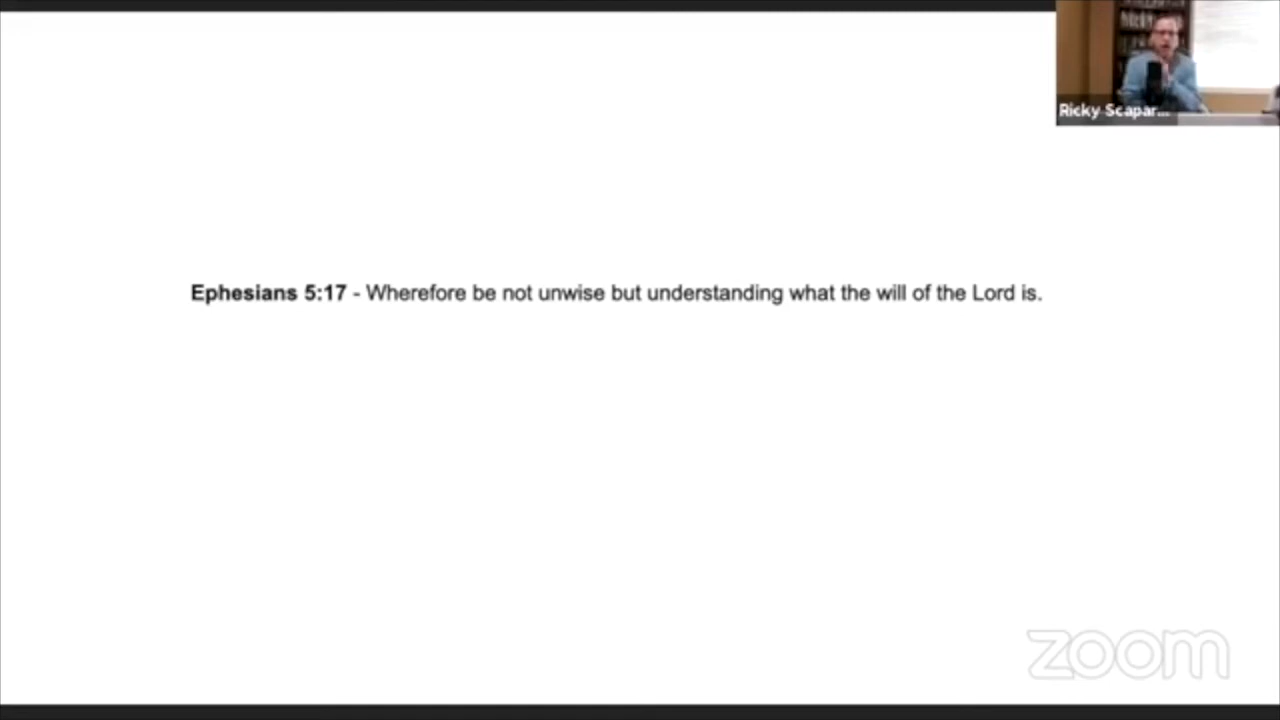 Ricky Scapar...
Ephesians 5:17 - Wherefore be not unwise but understanding what the will of the Lord is.
zoom